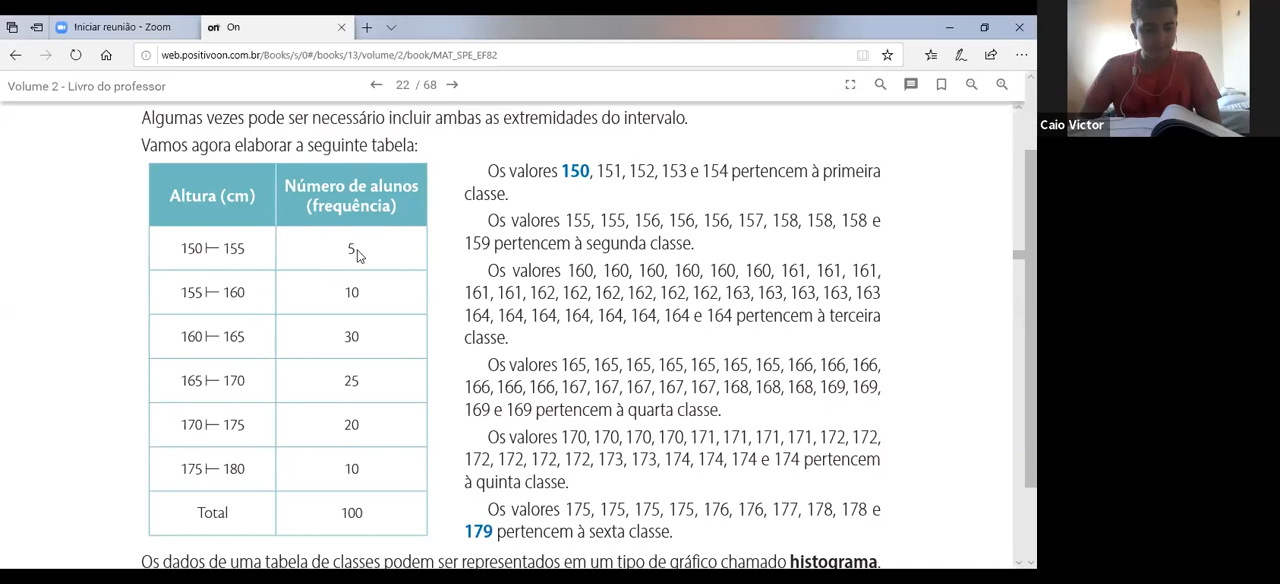 Iniciar reunião - Zoom
On
web.positivoon.com.br/Books/s/0#/books/13/volume/2/book/MAT_SPE_EF82
Volume 2 - Livro do professor
22 / 68
Caio Victor
Algumas vezes pode ser necessário incluir ambas as extremidades do intervalo.
Vamos agora elaborar a seguinte tabela:
Altura (cm) Número de alunos (frequência)
150⊢ 155 5
155⊢ 160 10
160⊢ 165 30
165⊢ 170 25
170⊢ 175 20
175⊢ 180 10
Total 100
Os valores 150, 151, 152, 153 e 154 pertencem à primeira
classe.
Os valores 155, 155, 156, 156, 156, 157, 158, 158, 158 e
159 pertencem à segunda classe.
Os valores 160, 160, 160, 160, 160, 160, 161, 161, 161,
161, 161, 162, 162, 162, 162, 162, 162, 163, 163, 163, 163, 163
164, 164, 164, 164, 164, 164, 164 e 164 pertencem à terceira
classe.
Os valores 165, 165, 165, 165, 165, 165, 165, 166, 166, 166,
166, 166, 166, 167, 167, 167, 167, 167, 168, 168, 168, 169, 169,
169 e 169 pertencem à quarta classe.
Os valores 170, 170, 170, 170, 171, 171, 171, 171, 172, 172,
172, 172, 172, 172, 173, 173, 174, 174, 174 e 174 pertencem
à quinta classe.
Os valores 175, 175, 175, 175, 176, 176, 177, 178, 178 e
179 pertencem à sexta classe.
Os dados de uma tabela de classes podem ser representados em um tipo de gráfico chamado histograma.